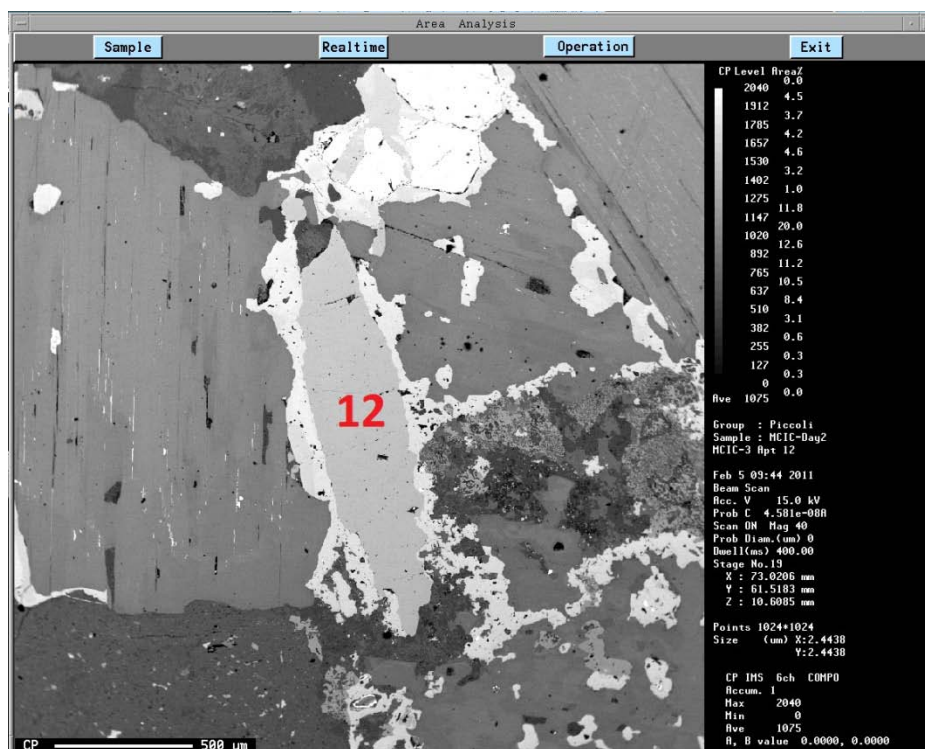 Area Analysis
Sample Realtime Operation Exit
CP Level Area%
0.0
2040
4.5
1912
3.7
1785
4.2
1657
4.6
1530
3.2
1402
1.0
1275
11.8
1147
20.0
1020
12.6
892
11.2
765
10.5
637
8.4
510
3.1
382
0.6
255
0.3
127
0.3
0
0.0
Ave 1075
Group : Piccoli
Sample : MCIC-Day2
MCIC-3 Apt 12
Feb 5 09:44 2011
Beam Scan
Acc. V 15.0 kV
Prob C 4.581e-08A
Scan ON Mag 40
Prob Diam.(um) 0
Dwell(ms) 400.00
Stage No.19
X : 73.0206 mm
Y : 61.5183 mm
Z : 10.6085 mm
Points 1024*1024
Size (um) X:2.4438
Y:2.4438
CP IMS 6ch COMPO
Accum. 1
Max 2040
Min 0
Ave 1075
A, B value 0.0000, 0.0000
12
CP 500 um